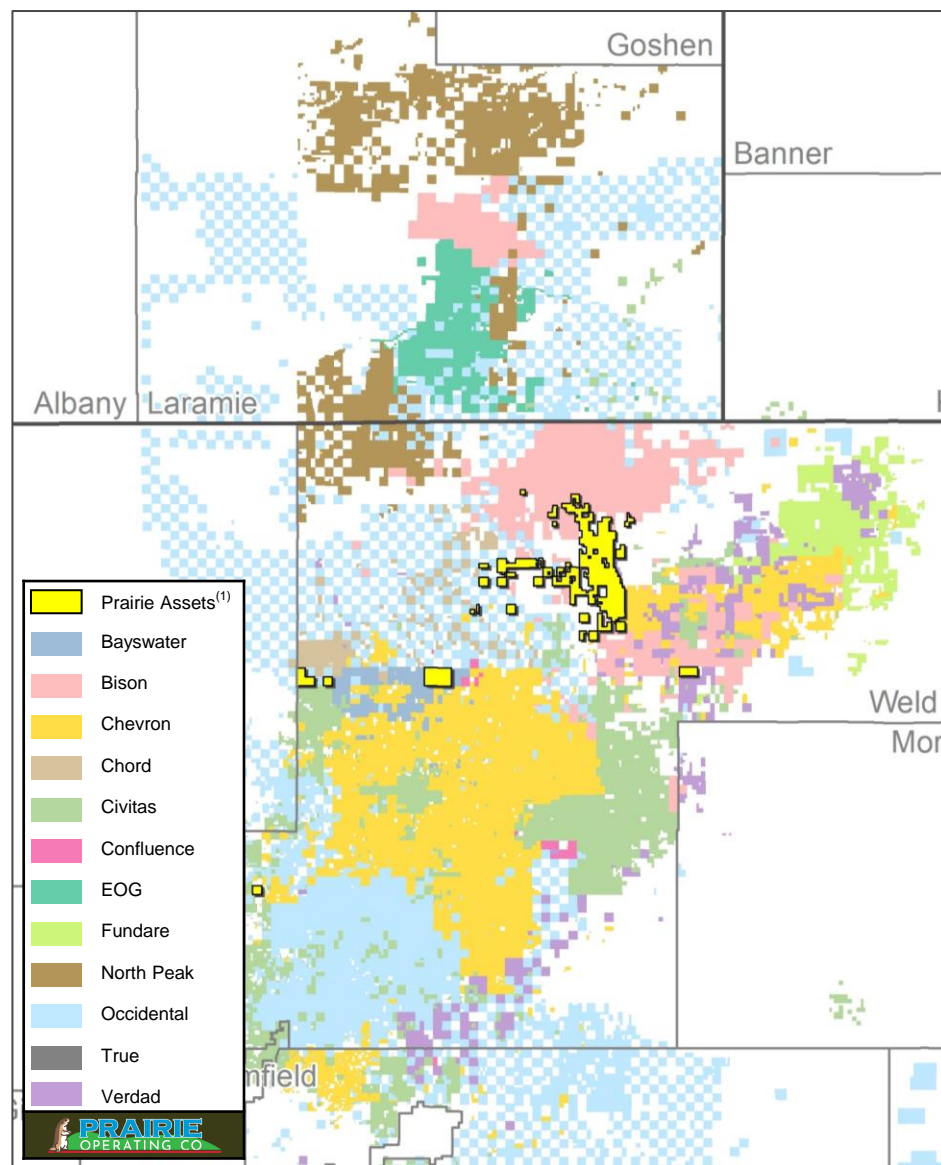 Goshen
Banner
Albany
Laramie
Prairie Assets(1)
Bayswater
Bison
Chevron
Chord
Civitas
Confluence
EOG
Fundare
North Peak
Occidental
True
Verdad
Weld
Mor
mfield
PRAIRIE
OPERATING CO